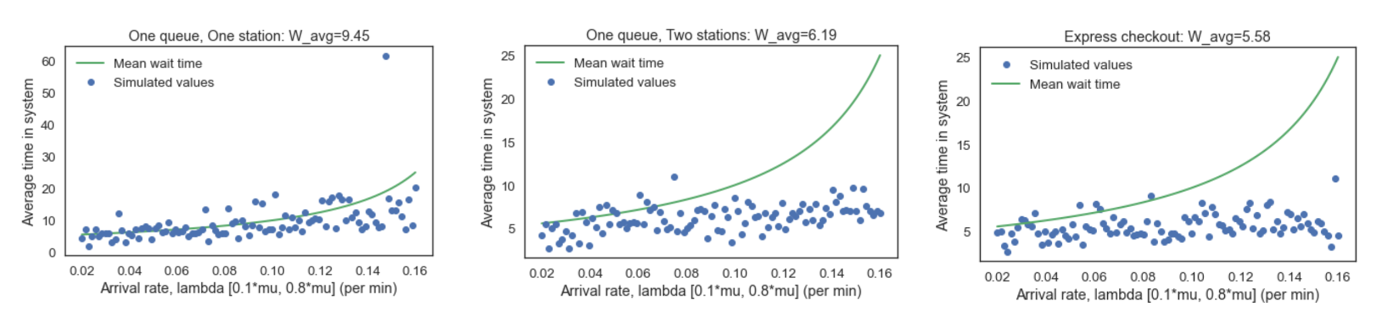 One queue, One station: W_avg=9.45
Average time in system
60
50
40
30
20
10
0
Mean wait time
Simulated values
0.02 0.04 0.06 0.08 0.10 0.12 0.14 0.16
Arrival rate, lambda [0.1*mu, 0.8*mu] (per min)
One queue, Two stations: W_avg=6.19
Average time in system
25
20
15
10
5
Mean wait time
Simulated values
0.02 0.04 0.06 0.08 0.10 0.12 0.14 0.16
Arrival rate, lambda [0.1*mu, 0.8*mu] (per min)
Express checkout: W_avg=5.58
Average time in system
25
20
15
10
5
Simulated values
Mean wait time
0.02 0.04 0.06 0.08 0.10 0.12 0.14 0.16
Arrival rate, lambda [0.1*mu, 0.8*mu] (per min)